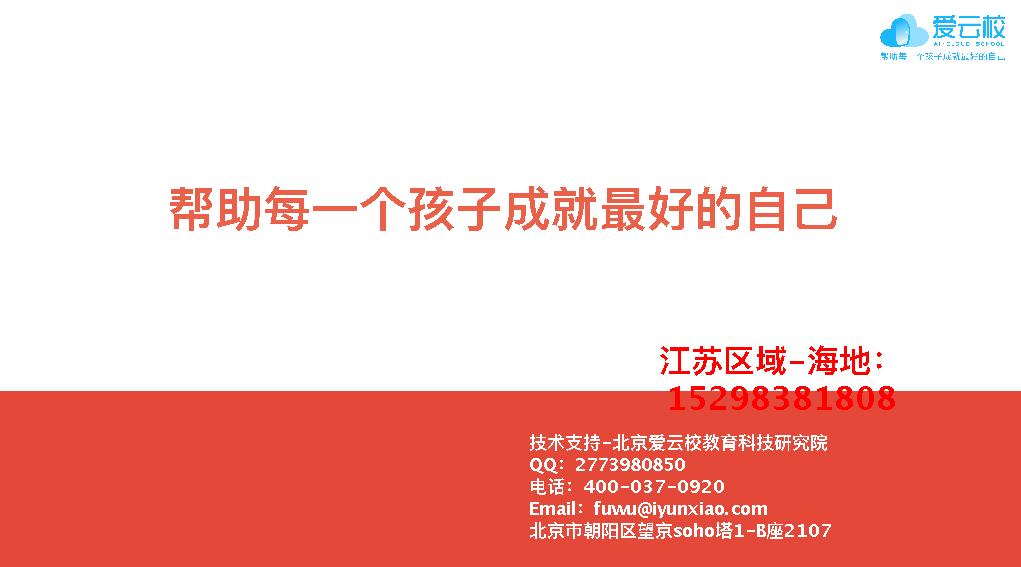 爱云校
AI-CLOUD SCHOOL
帮助每一个孩子成就最好的自己
帮助每一个孩子成就最好的自己
江苏区域-海地：
15298381808
技术支持-北京爱云校教育科技研究院
QQ：2773980850
电话：400-037-0920
Email：fuwu@iyunxiao.com
北京市朝阳区望京soho塔1-B座2107